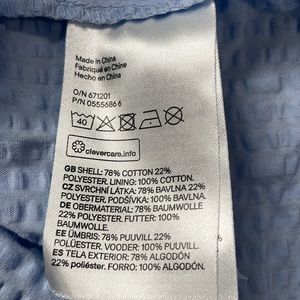 Made in China
Fabriqué en Chine
Hecho en China
O/N 671201
P/N 05556866
40
clevercare.info
GB SHELL: 78% COTTON 22%
POLYESTER. LINING: 100% COTTON.
CZ SVRCHNÍ LÁTKA: 78% BAVLNA 22%
POLYESTER. PODŠÍVKA: 100% BAVLNA.
DE OBERMATERIAL: 78% BAUMWOLLE
22% POLYESTER. FUTTER: 100%
BAUMWOLLE.
EE ÜMBRIS: 78% PUUVILL 22%
POLÜESTER. VOODER: 100% PUUVILL.
ES TELA EXTERIOR: 78% ALGODÓN
22% poliéster. FORRO: 100% ALGODÓN.